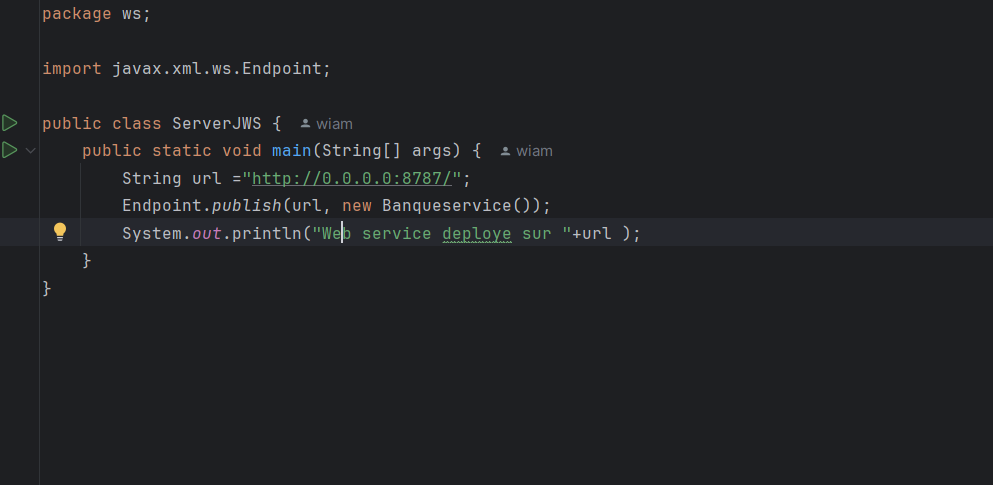 package ws;
import javax.xml.ws.Endpoint;
public class ServerJWS { wiam
public static void main(String[] args) { wiam
String url ="http://0.0.0.0:8787/";
Endpoint.publish(url, new Banqueservice());
System.out.println("Web service deploye sur "+url );
}
}